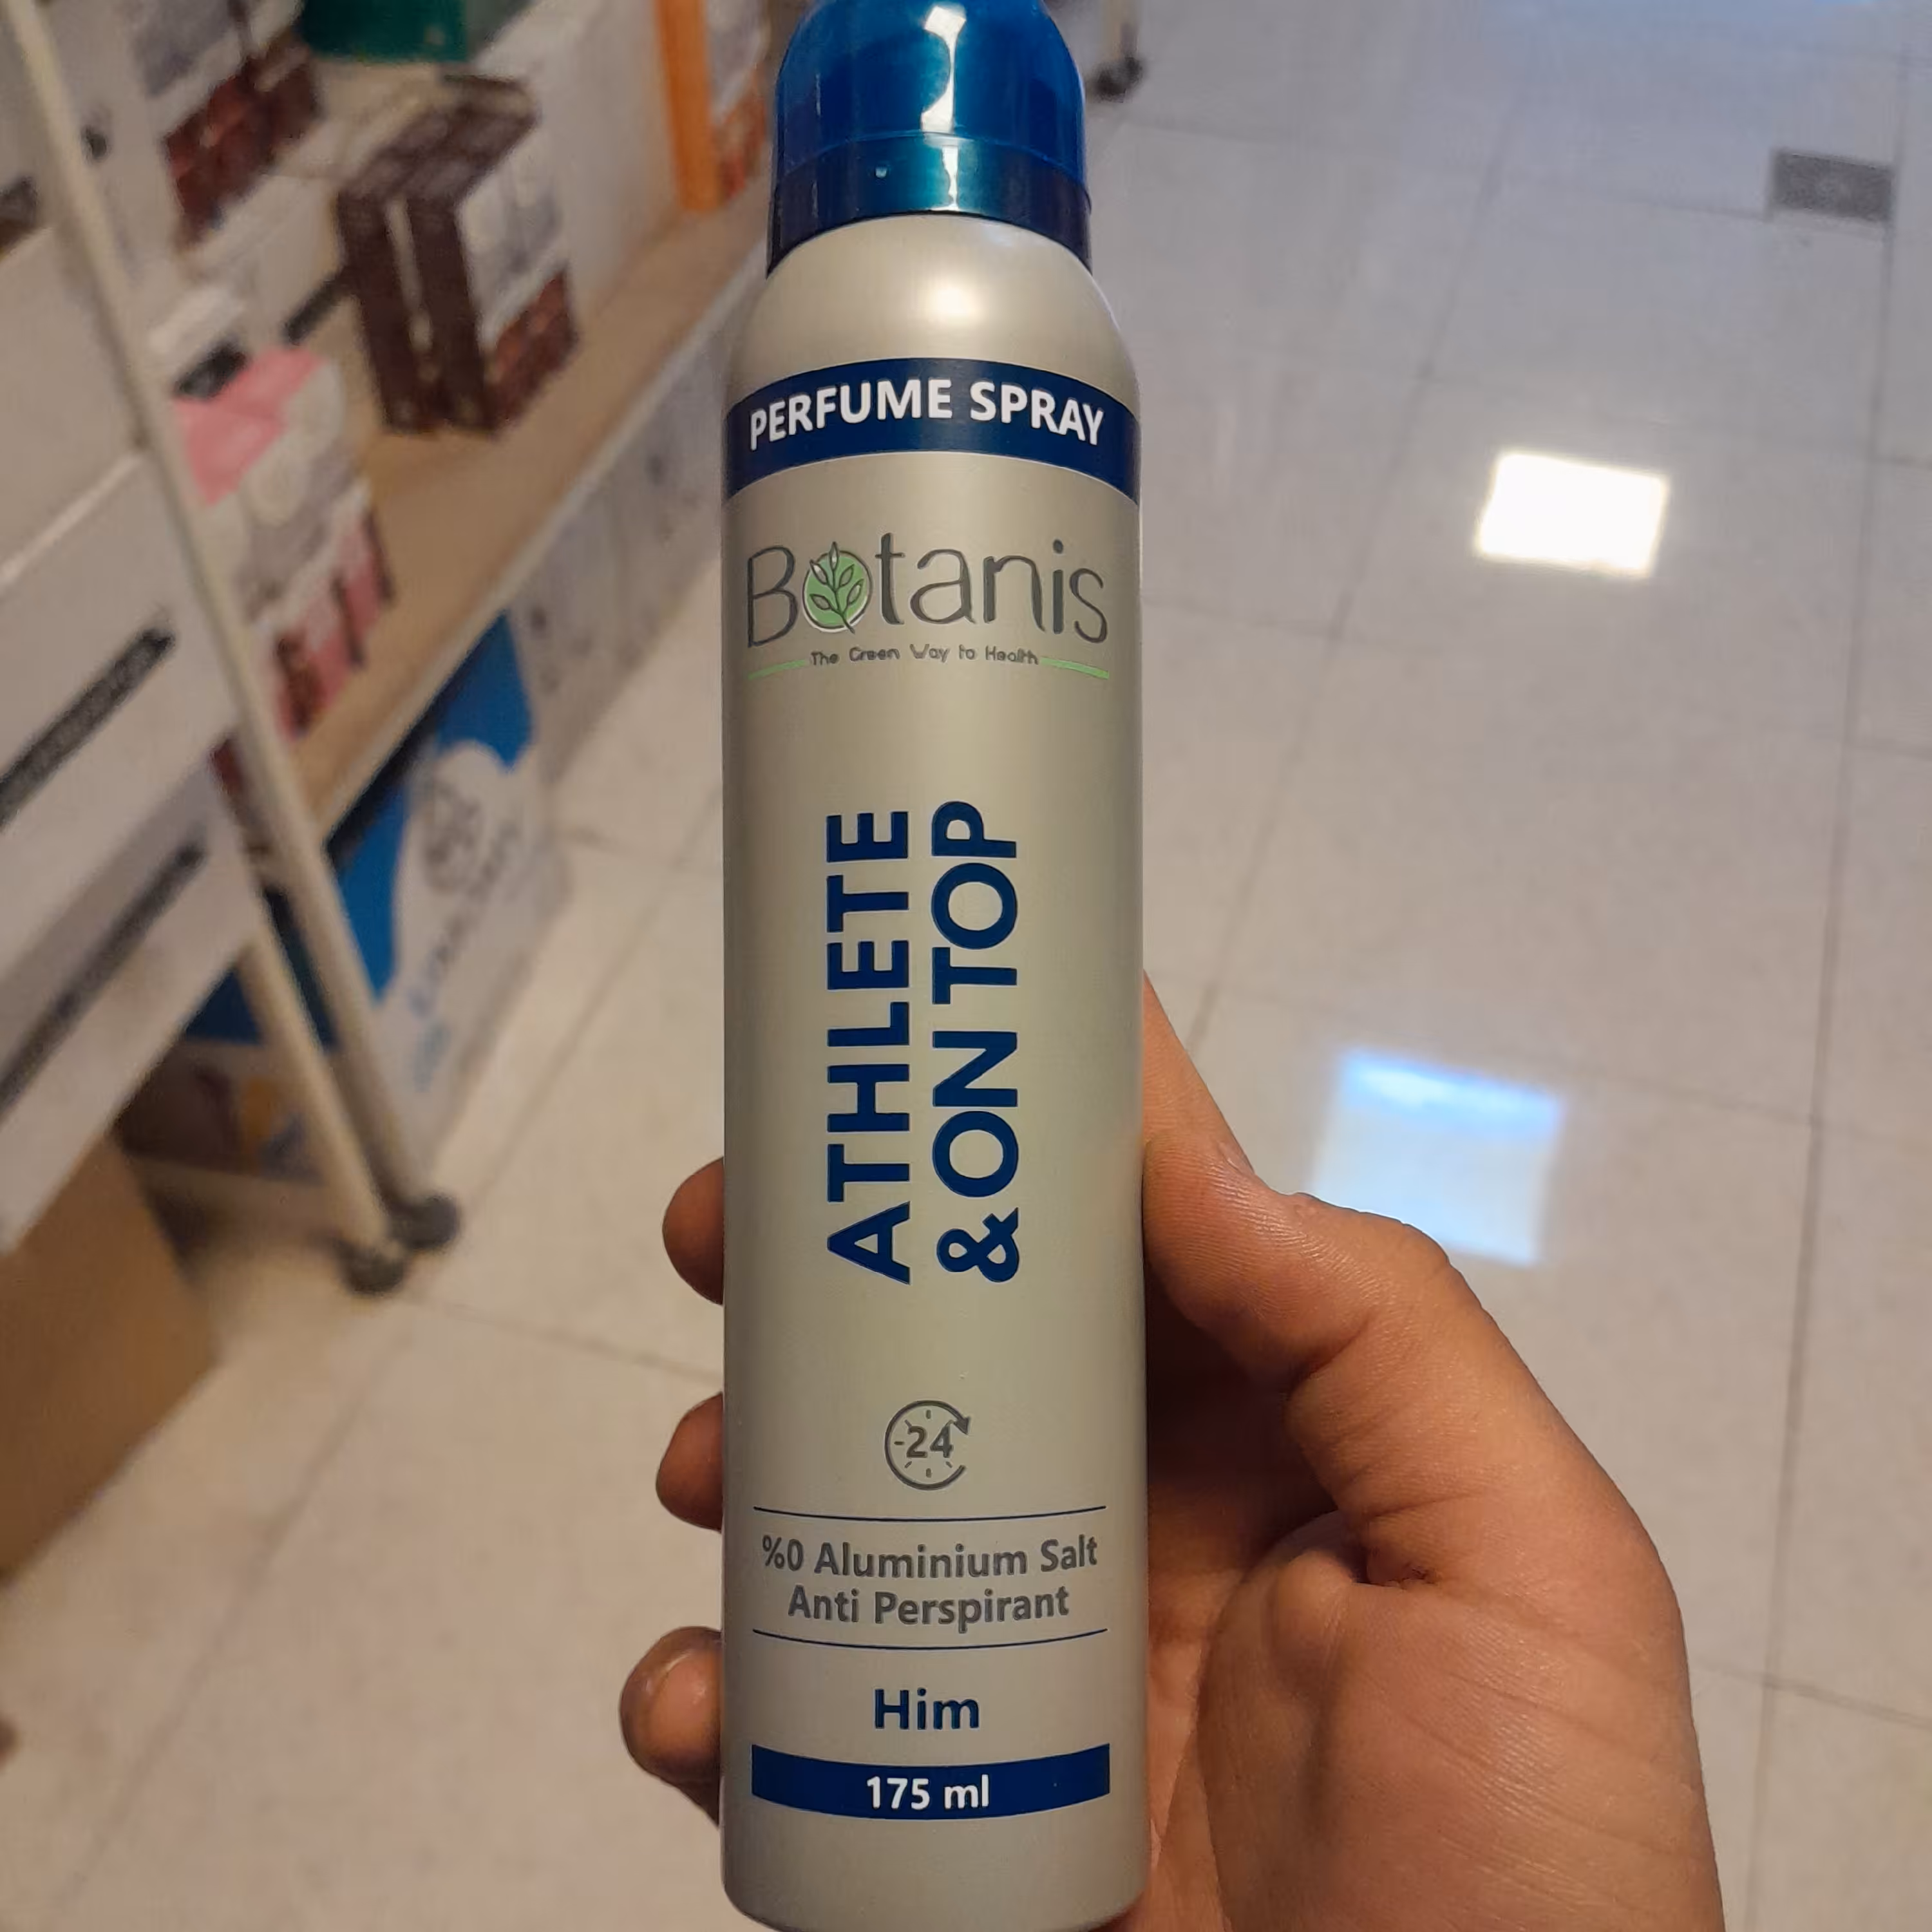 PERFUME SPRAY
Botanis
The Green Way to Health
ATHLETE
& ON TOP
24
%0 Aluminium Salt
Anti Perspirant
Him
175 ml